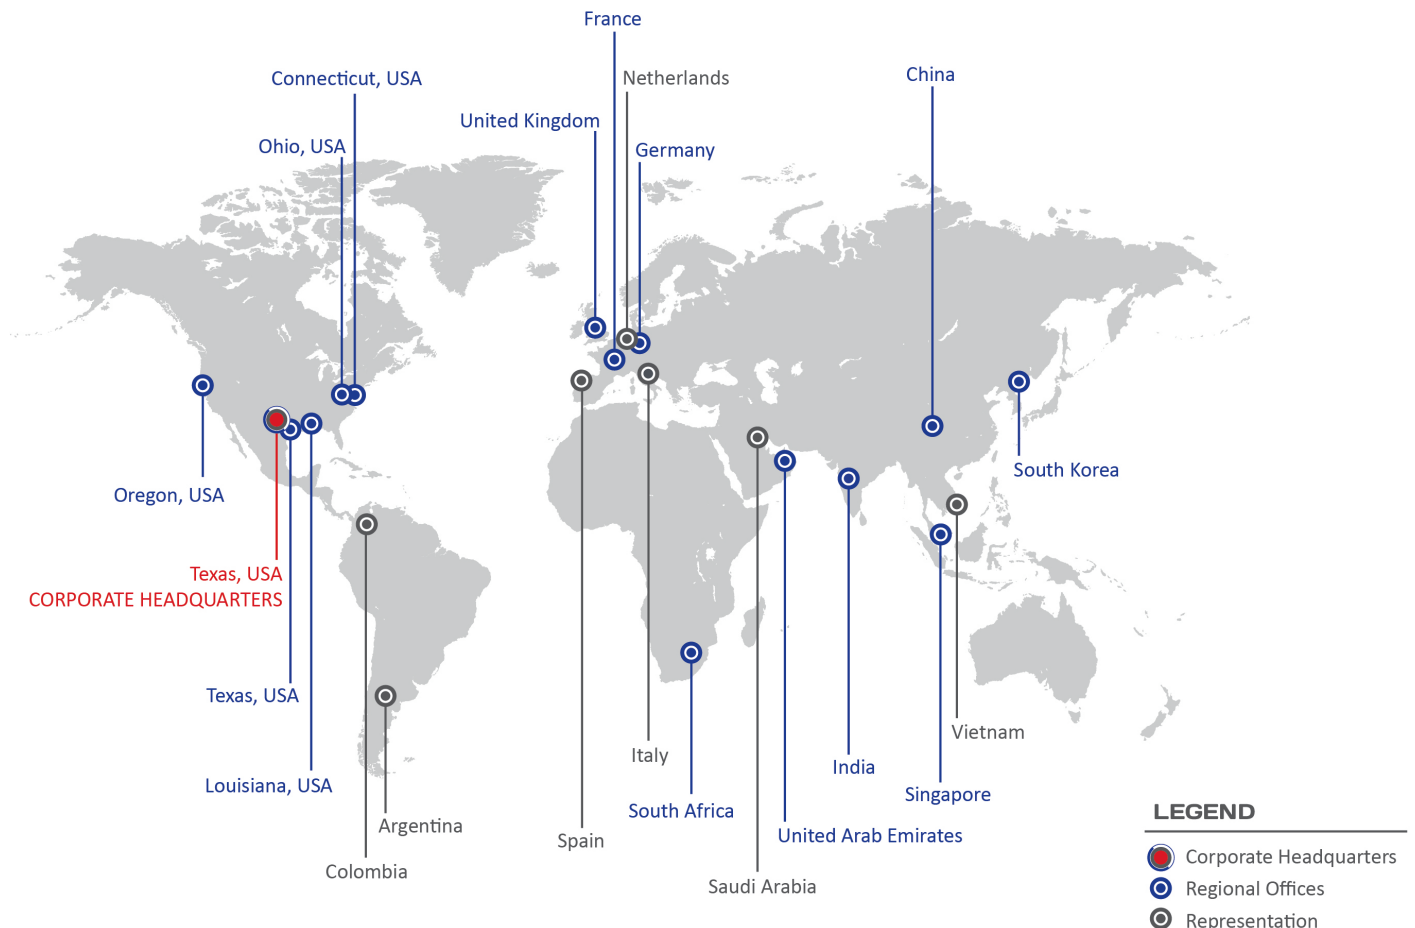 France
China
Netherlands
Connecticut, USA
United Kingdom
Ohio, USA
Germany
South Korea
Oregon, USA
Texas, USA
CORPORATE HEADQUARTERS
Texas, USA
Vietnam
Italy
India
Louisiana, USA
Singapore
South Africa
Argentina
United Arab Emirates
Spain
Colombia
Saudi Arabia
LEGEND
Corporate Headquarters
Regional Offices
Representation